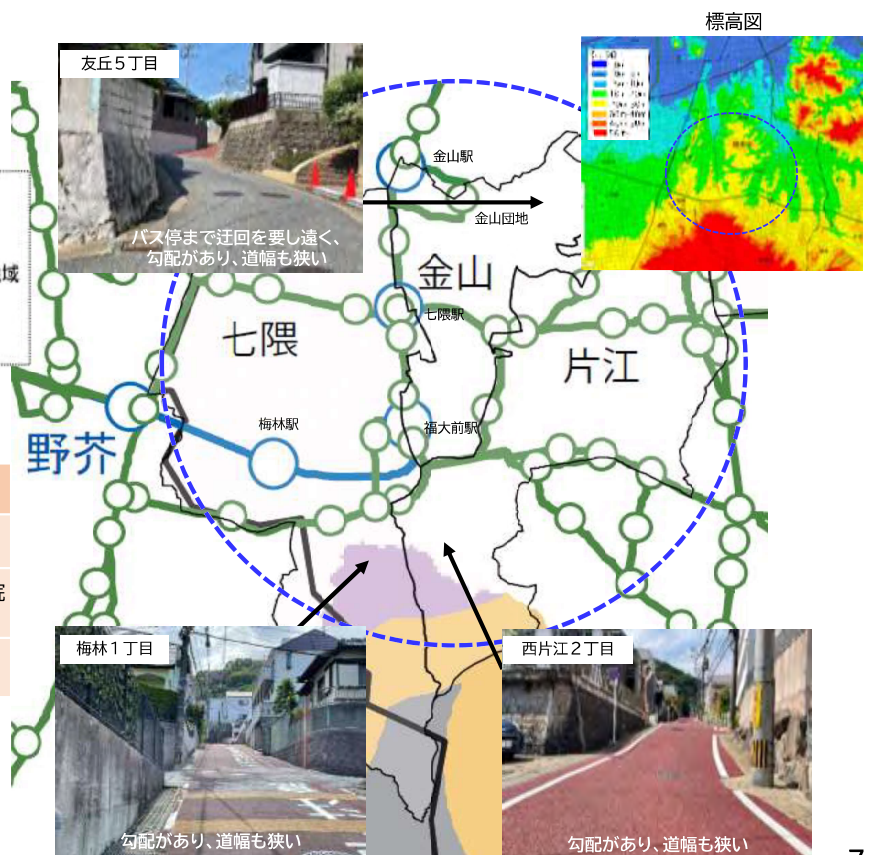 標高図
友丘５丁目
バス停まで迂回を要し遠く、
勾配があり、道幅も狭い
金山駅
金山団地
域
金山
七隈駅
七隈
片江
梅林駅
福大前駅
野芥
院
梅林１丁目
西片江２丁目
勾配があり、道幅も狭い
勾配があり、道幅も狭い
7